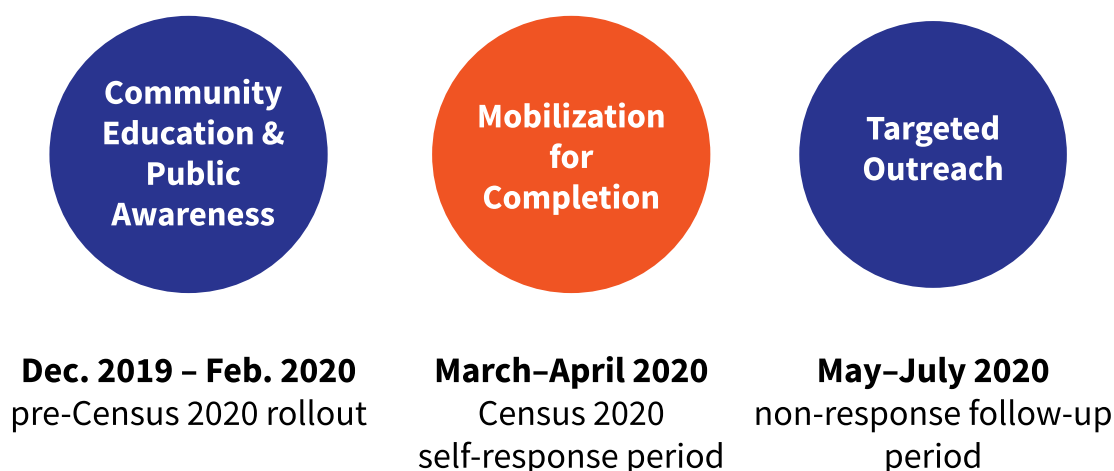 Community
Education &
Public
Awareness
Mobilization
for
Completion
Targeted
Outreach
Dec. 2019 – Feb. 2020
pre-Census 2020 rollout
March–April 2020
Census 2020
self-response period
May–July 2020
non-response follow-up
period